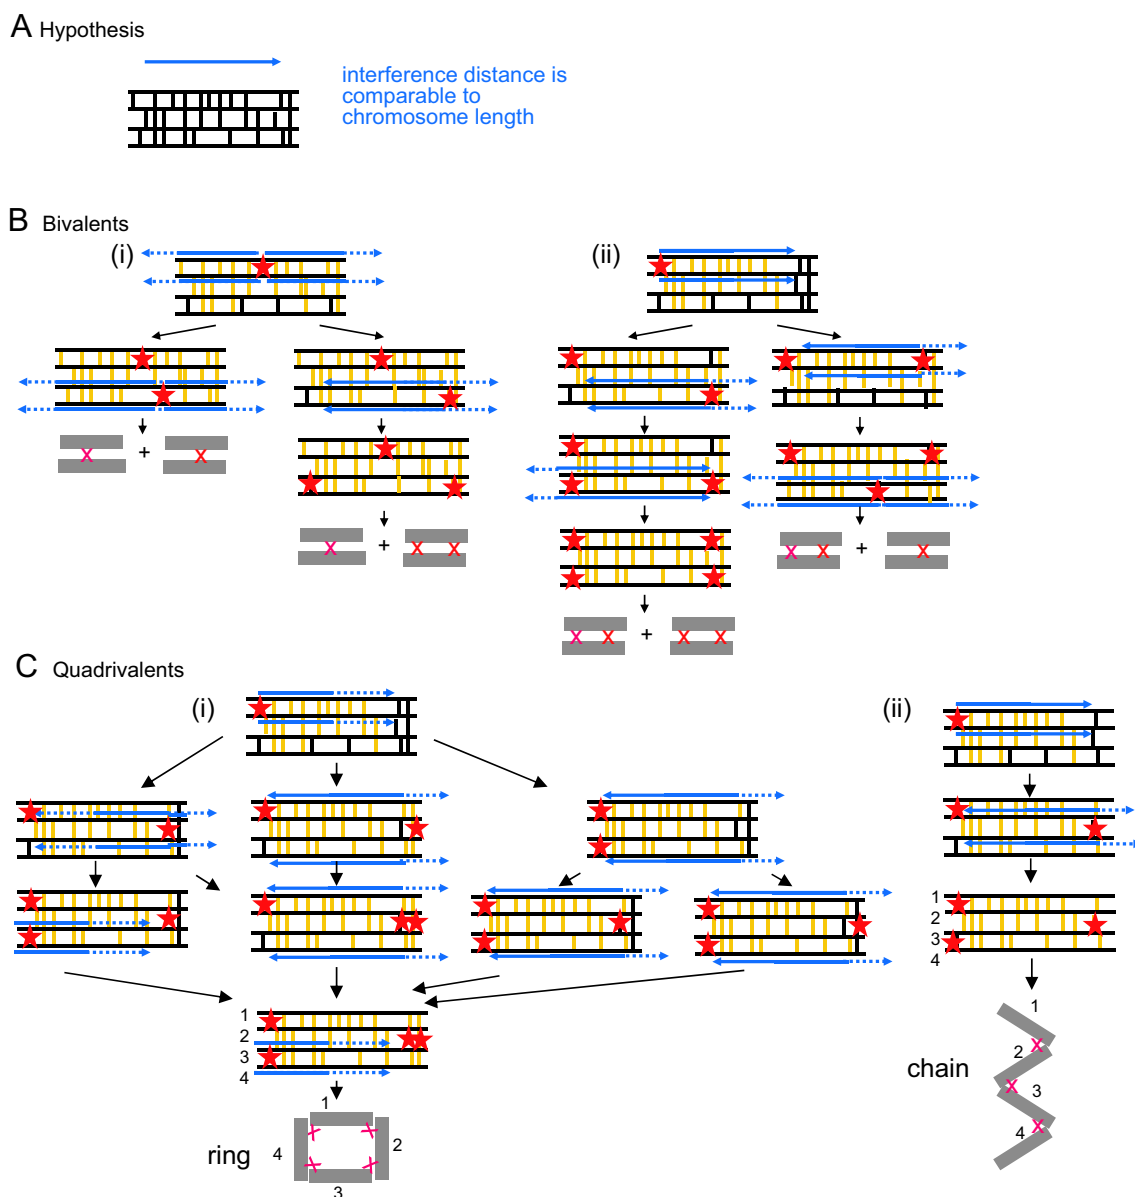 A Hypothesis
interference distance is
comparable to
chromosome length
B Bivalents
(i)
(ii)
x + x
x + x x
x x + x
x x + x x
C Quadrivalents
(i)
(ii)
1
2
3
4
1
2
3
4
ring
1
2
3
4
chain
1
2
3
4